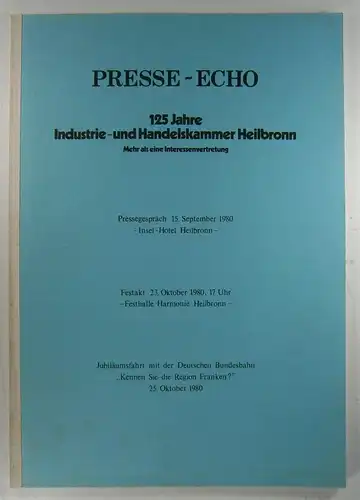 PRESSE - ECHO
125 Jahre
Industrie- und Handelskammer Heilbronn
Mehr als eine Interessenvertretung
Pressegespräch 15. September 1980
- Insel-Hotel Heilbronn -
Festakt 23. Oktober 1980, 17 Uhr
- Festhalle Harmonie Heilbronn -
Jubiläumsfahrt mit der Deutschen Bundesbahn
„Kennen Sie die Region Franken?"
25. Oktober 1980